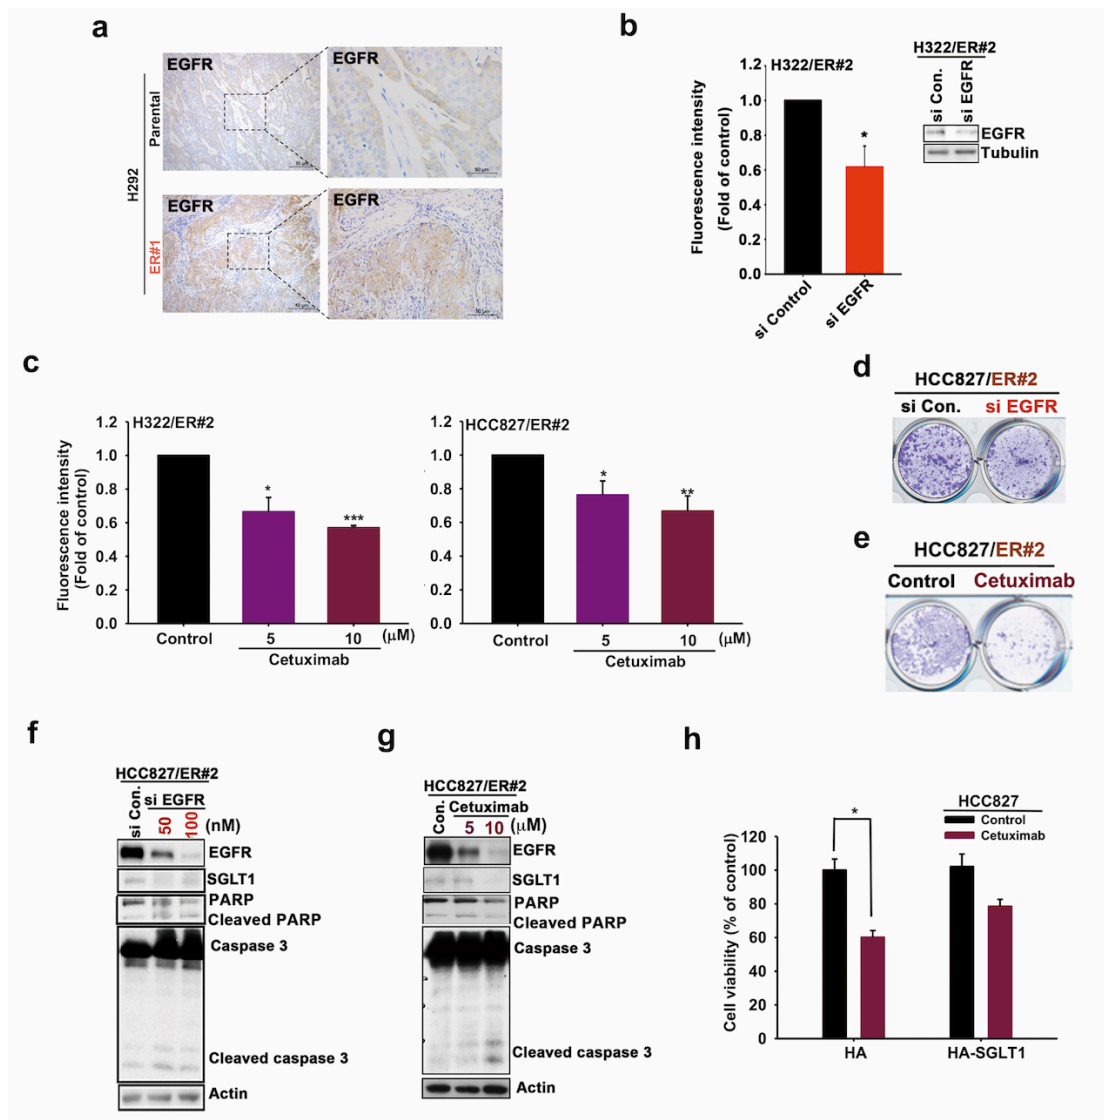 a
EGFR
EGFR
Parental
50 μm
50 μm
H292
EGFR
EGFR
ER#1
50 μm
50 μm
b
H322/ER#2
Fluorescence intensity
(Fold of control)
1.2
1.0
0.8
0.6
0.4
0.2
0.0
*
si Control
si EGFR
H322/ER#2
si Con.
si EGFR
EGFR
Tubulin
c
H322/ER#2
Fluorescence intensity
(Fold of control)
1.2
1.0
0.8
0.6
0.4
0.2
0.0
*
***
Control
5
10
(μM)
Cetuximab
HCC827/ER#2
1.2
1.0
0.8
0.6
0.4
0.2
0.0
*
**
Control
5
10
(μM)
Cetuximab
d
HCC827/ER#2
si Con.
si EGFR
e
HCC827/ER#2
Control
Cetuximab
f
HCC827/ER#2
si Con.
si EGFR
50
100
(nM)
EGFR
SGLT1
PARP
Cleaved PARP
Caspase 3
Cleaved caspase 3
Actin
g
HCC827/ER#2
Con.
Cetuximab
5
10
(μM)
EGFR
SGLT1
PARP
Cleaved PARP
Caspase 3
Cleaved caspase 3
Actin
h
HCC827
Control
Cetuximab
Cell viability (% of control)
120
100
80
60
40
20
0
*
HA
HA-SGLT1